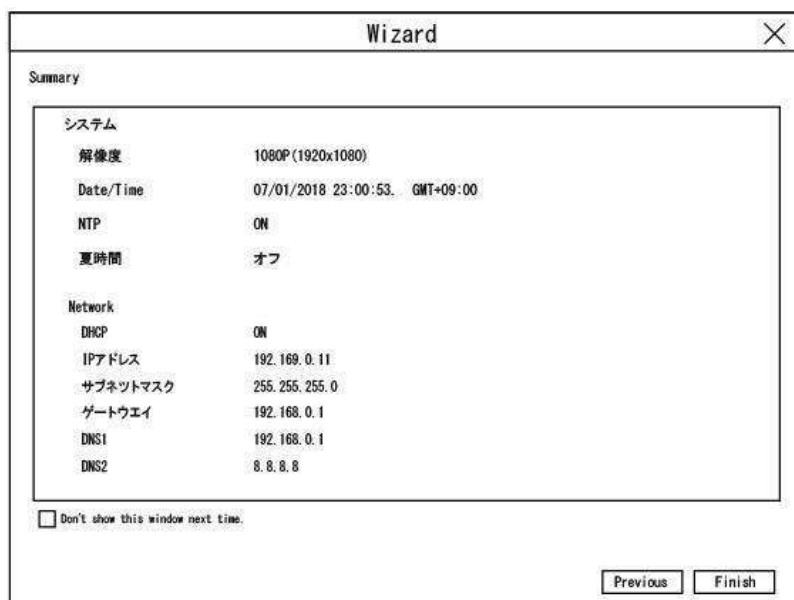 Wizard
Summary
システム
解像度 1080P(1920x1080)
Date/Time 07/01/2018 23:00:53. GMT+09:00
NTP ON
夏時間 オフ
Network
DHCP ON
IPアドレス 192.169.0.11
サブネットマスク 255.255.255.0
ゲートウエイ 192.168.0.1
DNS1 192.168.0.1
DNS2 8.8.8.8
Don't show this window next time.
Previous Finish